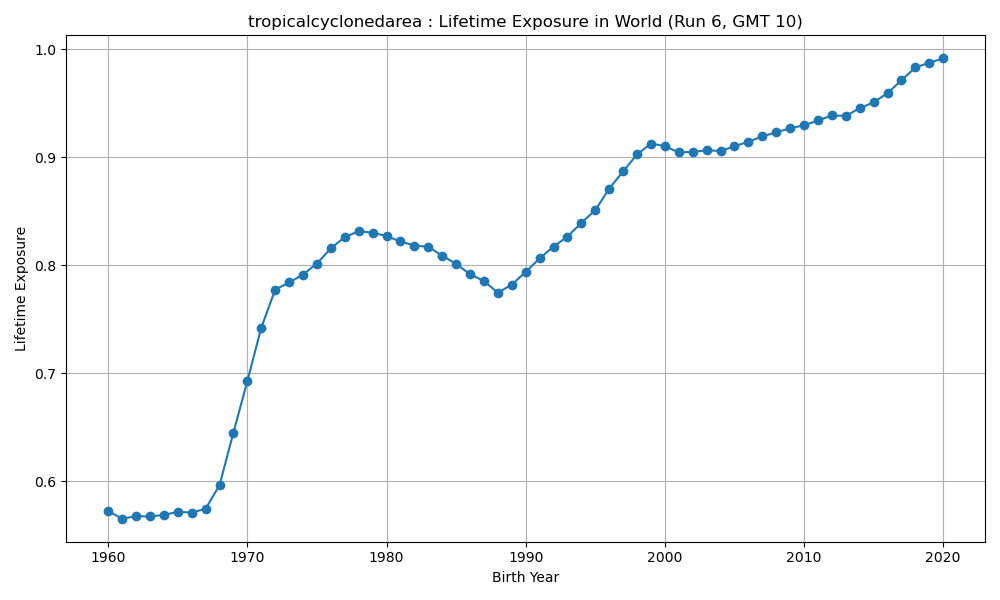 tropicalcyclonedarea : Lifetime Exposure in World (Run 6, GMT 10)
Lifetime Exposure
1.0
0.9
0.8
0.7
0.6
1960 1970 1980 1990 2000 2010 2020
Birth Year